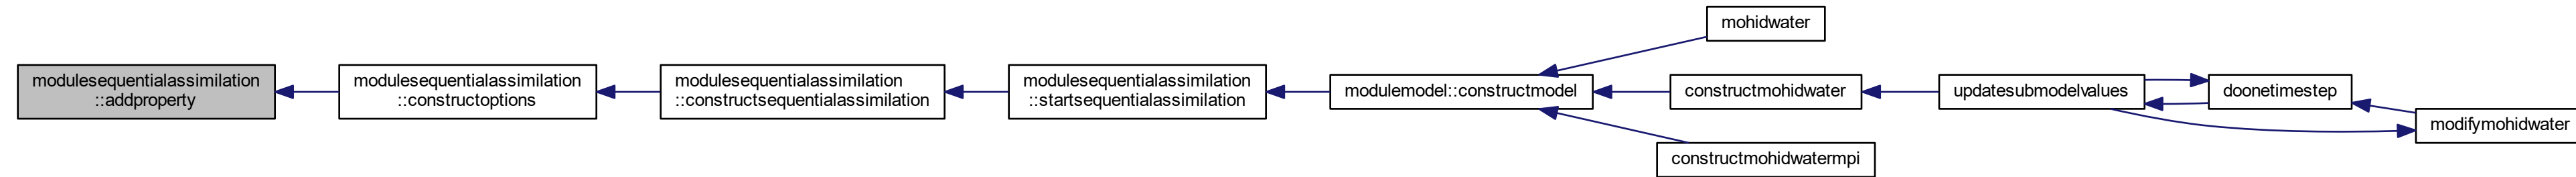 modulesequentialassimilation
::addproperty
modulesequentialassimilation
::constructoptions
modulesequentialassimilation
::constructsequentialassimilation
modulesequentialassimilation
::startsequentialassimilation
modulemodel::constructmodel
mohidwater
constructmohidwater
constructmohidwatermpi
updatesubmodelvalues
doonetimestep
modifymohidwater